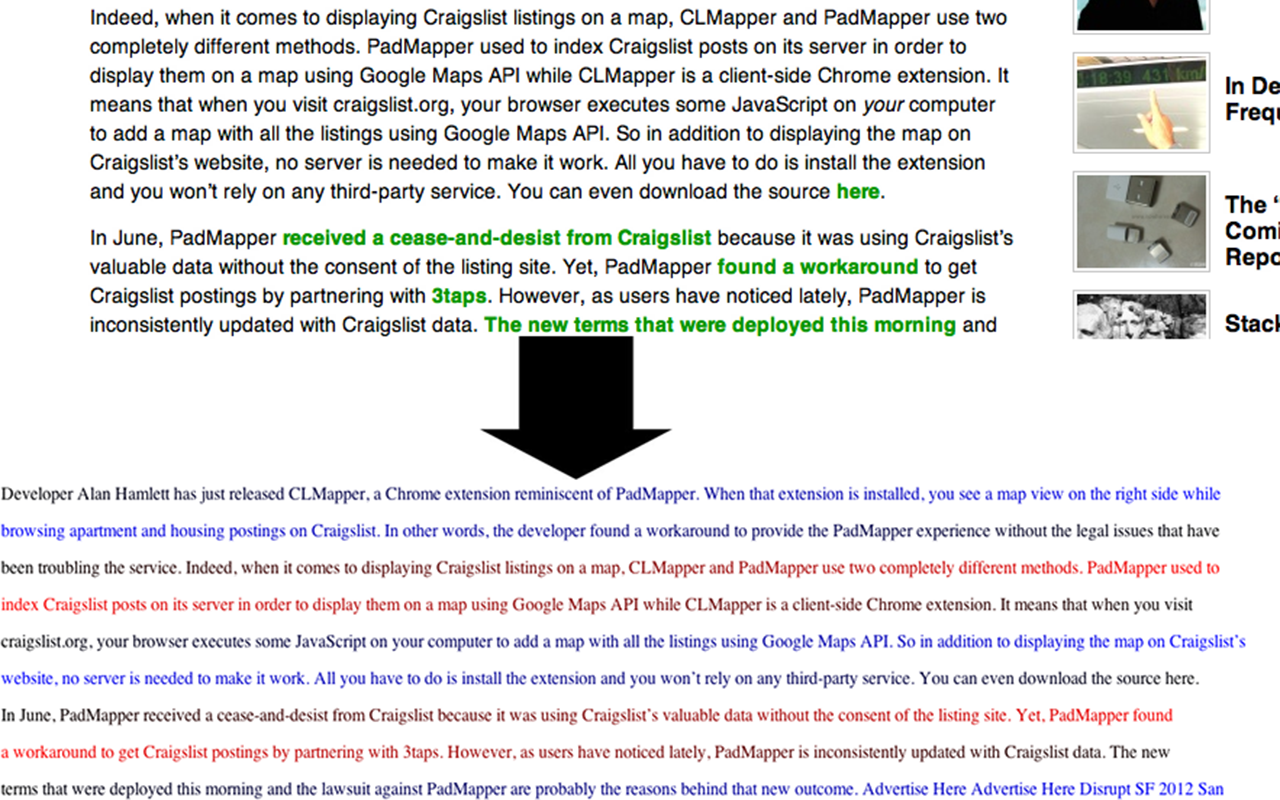 Indeed, when it comes to displaying Craigslist listings on a map, CLMapper and PadMapper use two
completely different methods. PadMapper used to index Craigslist posts on its server in order to
display them on a map using Google Maps API while CLMapper is a client-side Chrome extension. It
means that when you visit craigslist.org, your browser executes some JavaScript on your computer
to add a map with all the listings using Google Maps API. So in addition to displaying the map on
Craigslist’s website, no server is needed to make it work. All you have to do is install the extension
and you won’t rely on any third-party service. You can even download the source here.
In June, PadMapper received a cease-and-desist from Craigslist because it was using Craigslist’s
valuable data without the consent of the listing site. Yet, PadMapper found a workaround to get
Craigslist postings by partnering with 3taps. However, as users have noticed lately, PadMapper is
inconsistently updated with Craigslist data. The new terms that were deployed this morning and
18:39 431 km/
In De
Frequ
The ‘
Comi
Repo
Stack
Developer Alan Hamlett has just released CLMapper, a Chrome extension reminiscent of PadMapper. When that extension is installed, you see a map view on the right side while
browsing apartment and housing postings on Craigslist. In other words, the developer found a workaround to provide the PadMapper experience without the legal issues that have
been troubling the service. Indeed, when it comes to displaying Craigslist listings on a map, CLMapper and PadMapper use two completely different methods. PadMapper used to
index Craigslist posts on its server in order to display them on a map using Google Maps API while CLMapper is a client-side Chrome extension. It means that when you visit
craigslist.org, your browser executes some JavaScript on your computer to add a map with all the listings using Google Maps API. So in addition to displaying the map on Craigslist’s
website, no server is needed to make it work. All you have to do is install the extension and you won’t rely on any third-party service. You can even download the source here.
In June, PadMapper received a cease-and-desist from Craigslist because it was using Craigslist’s valuable data without the consent of the listing site. Yet, PadMapper found
a workaround to get Craigslist postings by partnering with 3taps. However, as users have noticed lately, PadMapper is inconsistently updated with Craigslist data. The new
terms that were deployed this morning and the lawsuit against PadMapper are probably the reasons behind that new outcome. Advertise Here Advertise Here Disrupt SF 2012 San